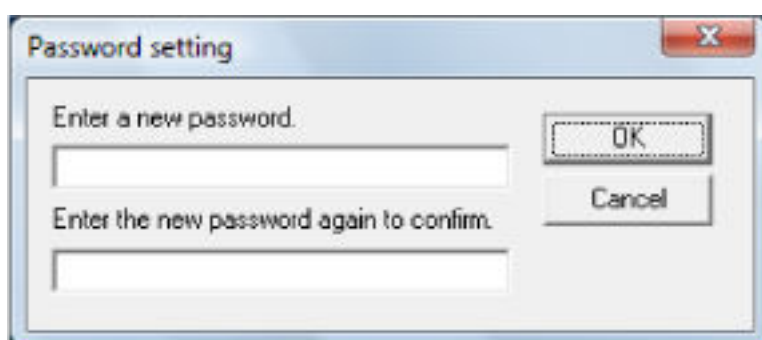 Password setting
Enter a new password.
OK
Cancel
Enter the new password again to confirm.